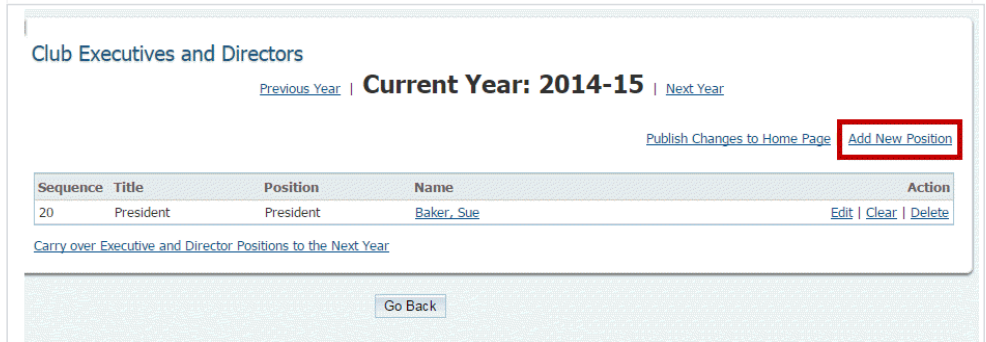 Club Executives and Directors
Previous Year | Current Year: 2014-15 | Next Year
Publish Changes to Home Page Add New Position
Sequence Title Position Name Action
20 President President Baker, Sue Edit | Clear | Delete
Carry over Executive and Director Positions to the Next Year
Go Back